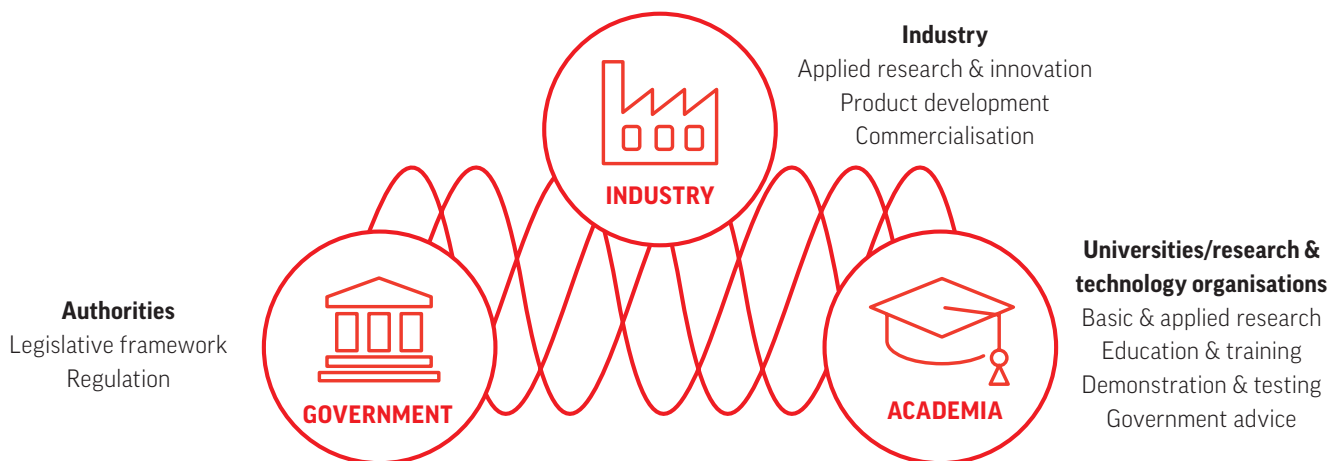 Industry
Applied research & innovation
Product development
Commercialisation
INDUSTRY
Authorities
Legislative framework
Regulation
GOVERNMENT
ACADEMIA
Universities/research &
technology organisations
Basic & applied research
Education & training
Demonstration & testing
Government advice